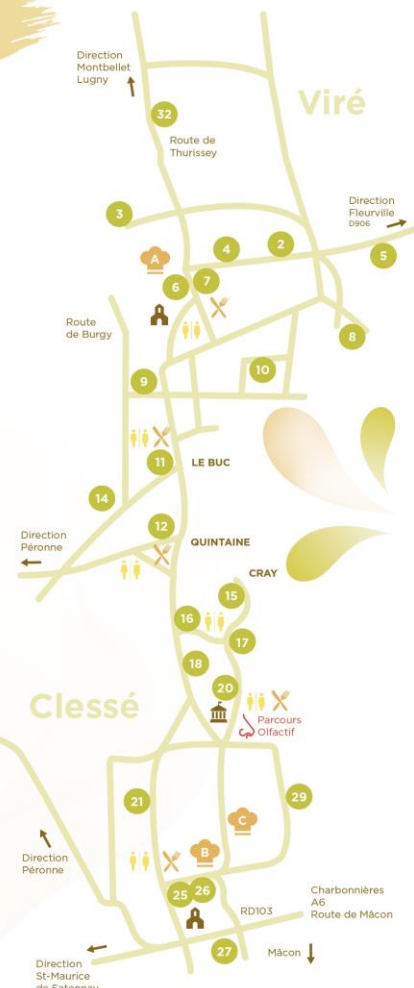 Direction
Montbellet
Lugny
Viré
32
Route de
Thurissey
Direction
Fleurville
D906
3
4
2
5
A
6
7
Route
de Burgy
8
9
10
11
LE BUC
14
12
Direction
Péronne
QUINTAINE
CRAY
15
16
17
18
20
Clessé
Parcours
Olfactif
21
29
C
B
Direction
Péronne
25
26
Charbonnières
A6
Route de Mâcon
RD103
27
Mâcon
Direction
St-Maurice
de Satonnay